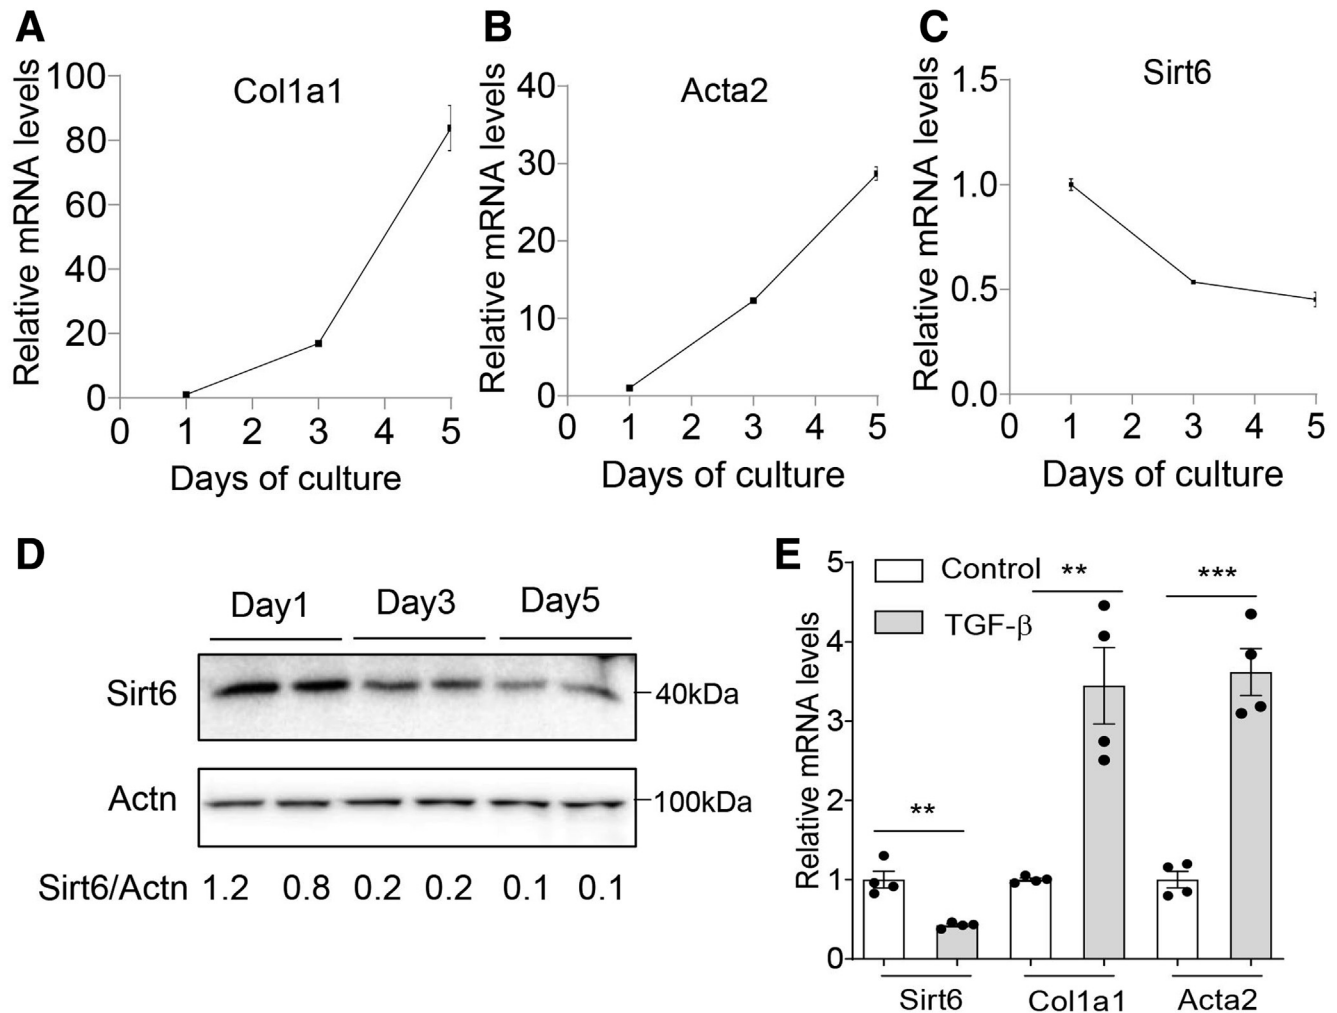 A
Col1a1
Relative mRNA levels
100
80
60
40
20
0
0 1 2 3 4 5
Days of culture
B
Acta2
Relative mRNA levels
40
30
20
10
0
0 1 2 3 4 5
Days of culture
C
Sirt6
Relative mRNA levels
1.5
1.0
0.5
0.0
0 1 2 3 4 5
Days of culture
D
Day1 Day3 Day5
Sirt6 40kDa
Actn 100kDa
Sirt6/Actn 1.2 0.8 0.2 0.2 0.1 0.1
E
Control
TGF-β
Relative mRNA levels
5
4
3
2
1
0
** ** ***
Sirt6 Col1a1 Acta2